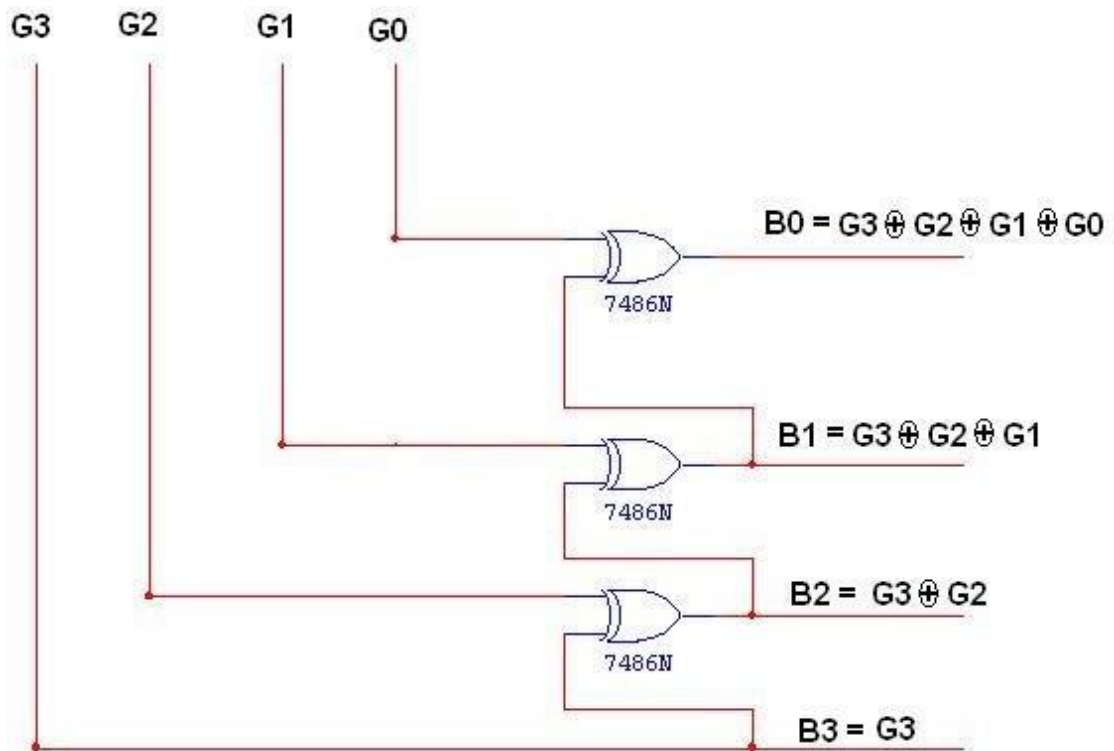 G3 G2 G1 G0
B0 = G3 ⊕ G2 ⊕ G1 ⊕ G0
7486N
B1 = G3 ⊕ G2 ⊕ G1
7486N
B2 = G3 ⊕ G2
7486N
B3 = G3